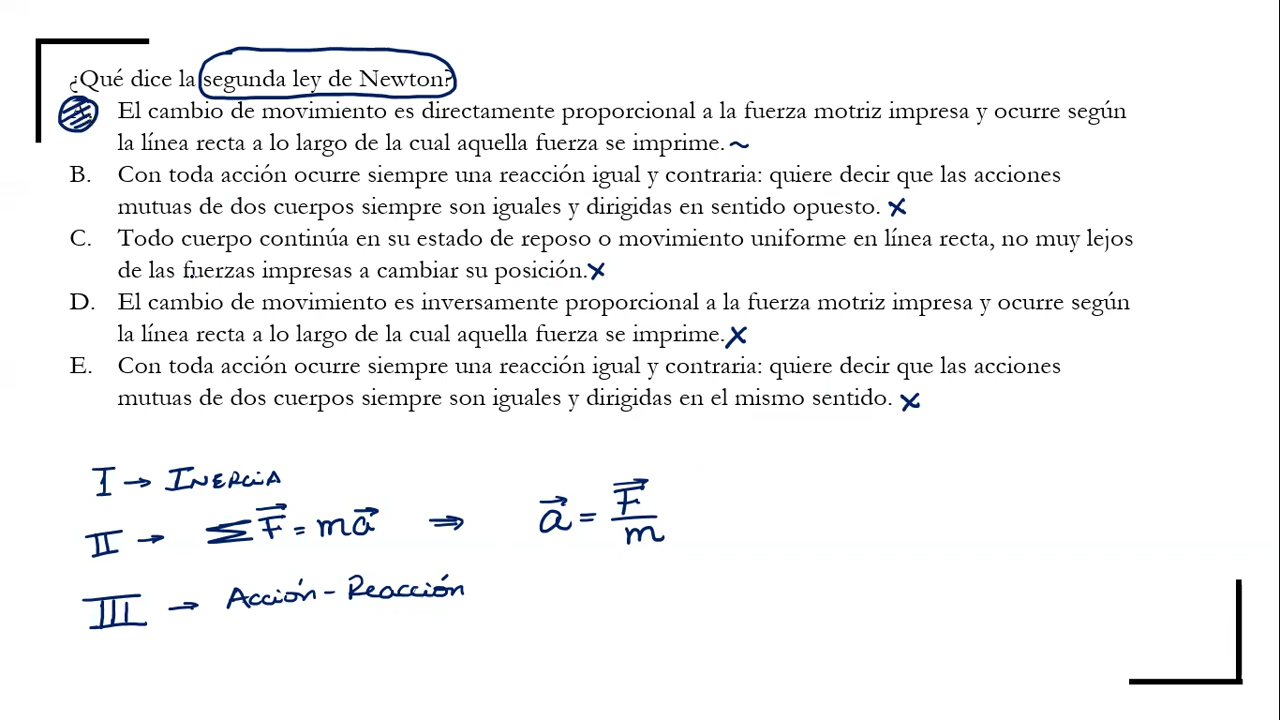 ¿Qué dice la segunda ley de Newton?
El cambio de movimiento es directamente proporcional a la fuerza motriz impresa y ocurre según
la línea recta a lo largo de la cual aquella fuerza se imprime. ~
B. Con toda acción ocurre siempre una reacción igual y contraria: quiere decir que las acciones
mutuas de dos cuerpos siempre son iguales y dirigidas en sentido opuesto. x
C. Todo cuerpo continúa en su estado de reposo o movimiento uniforme en línea recta, no muy lejos
de las fuerzas impresas a cambiar su posición. x
D. El cambio de movimiento es inversamente proporcional a la fuerza motriz impresa y ocurre según
la línea recta a lo largo de la cual aquella fuerza se imprime. x
E. Con toda acción ocurre siempre una reacción igual y contraria: quiere decir que las acciones
mutuas de dos cuerpos siempre son iguales y dirigidas en el mismo sentido. x
I → INERCiA
II → ΣF⃗ = ma⃗ ⇒ a⃗ = F⃗/m
III → Acción - Reacción